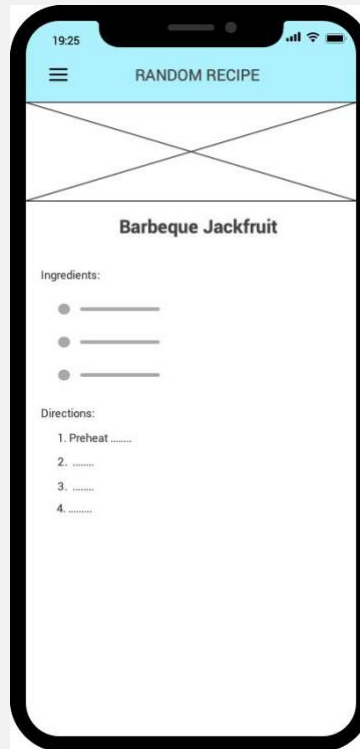 19:25
RANDOM RECIPE
Barbeque Jackfruit
Ingredients:
Directions:
1. Preheat ........
2. ........
3. ........
4. .........